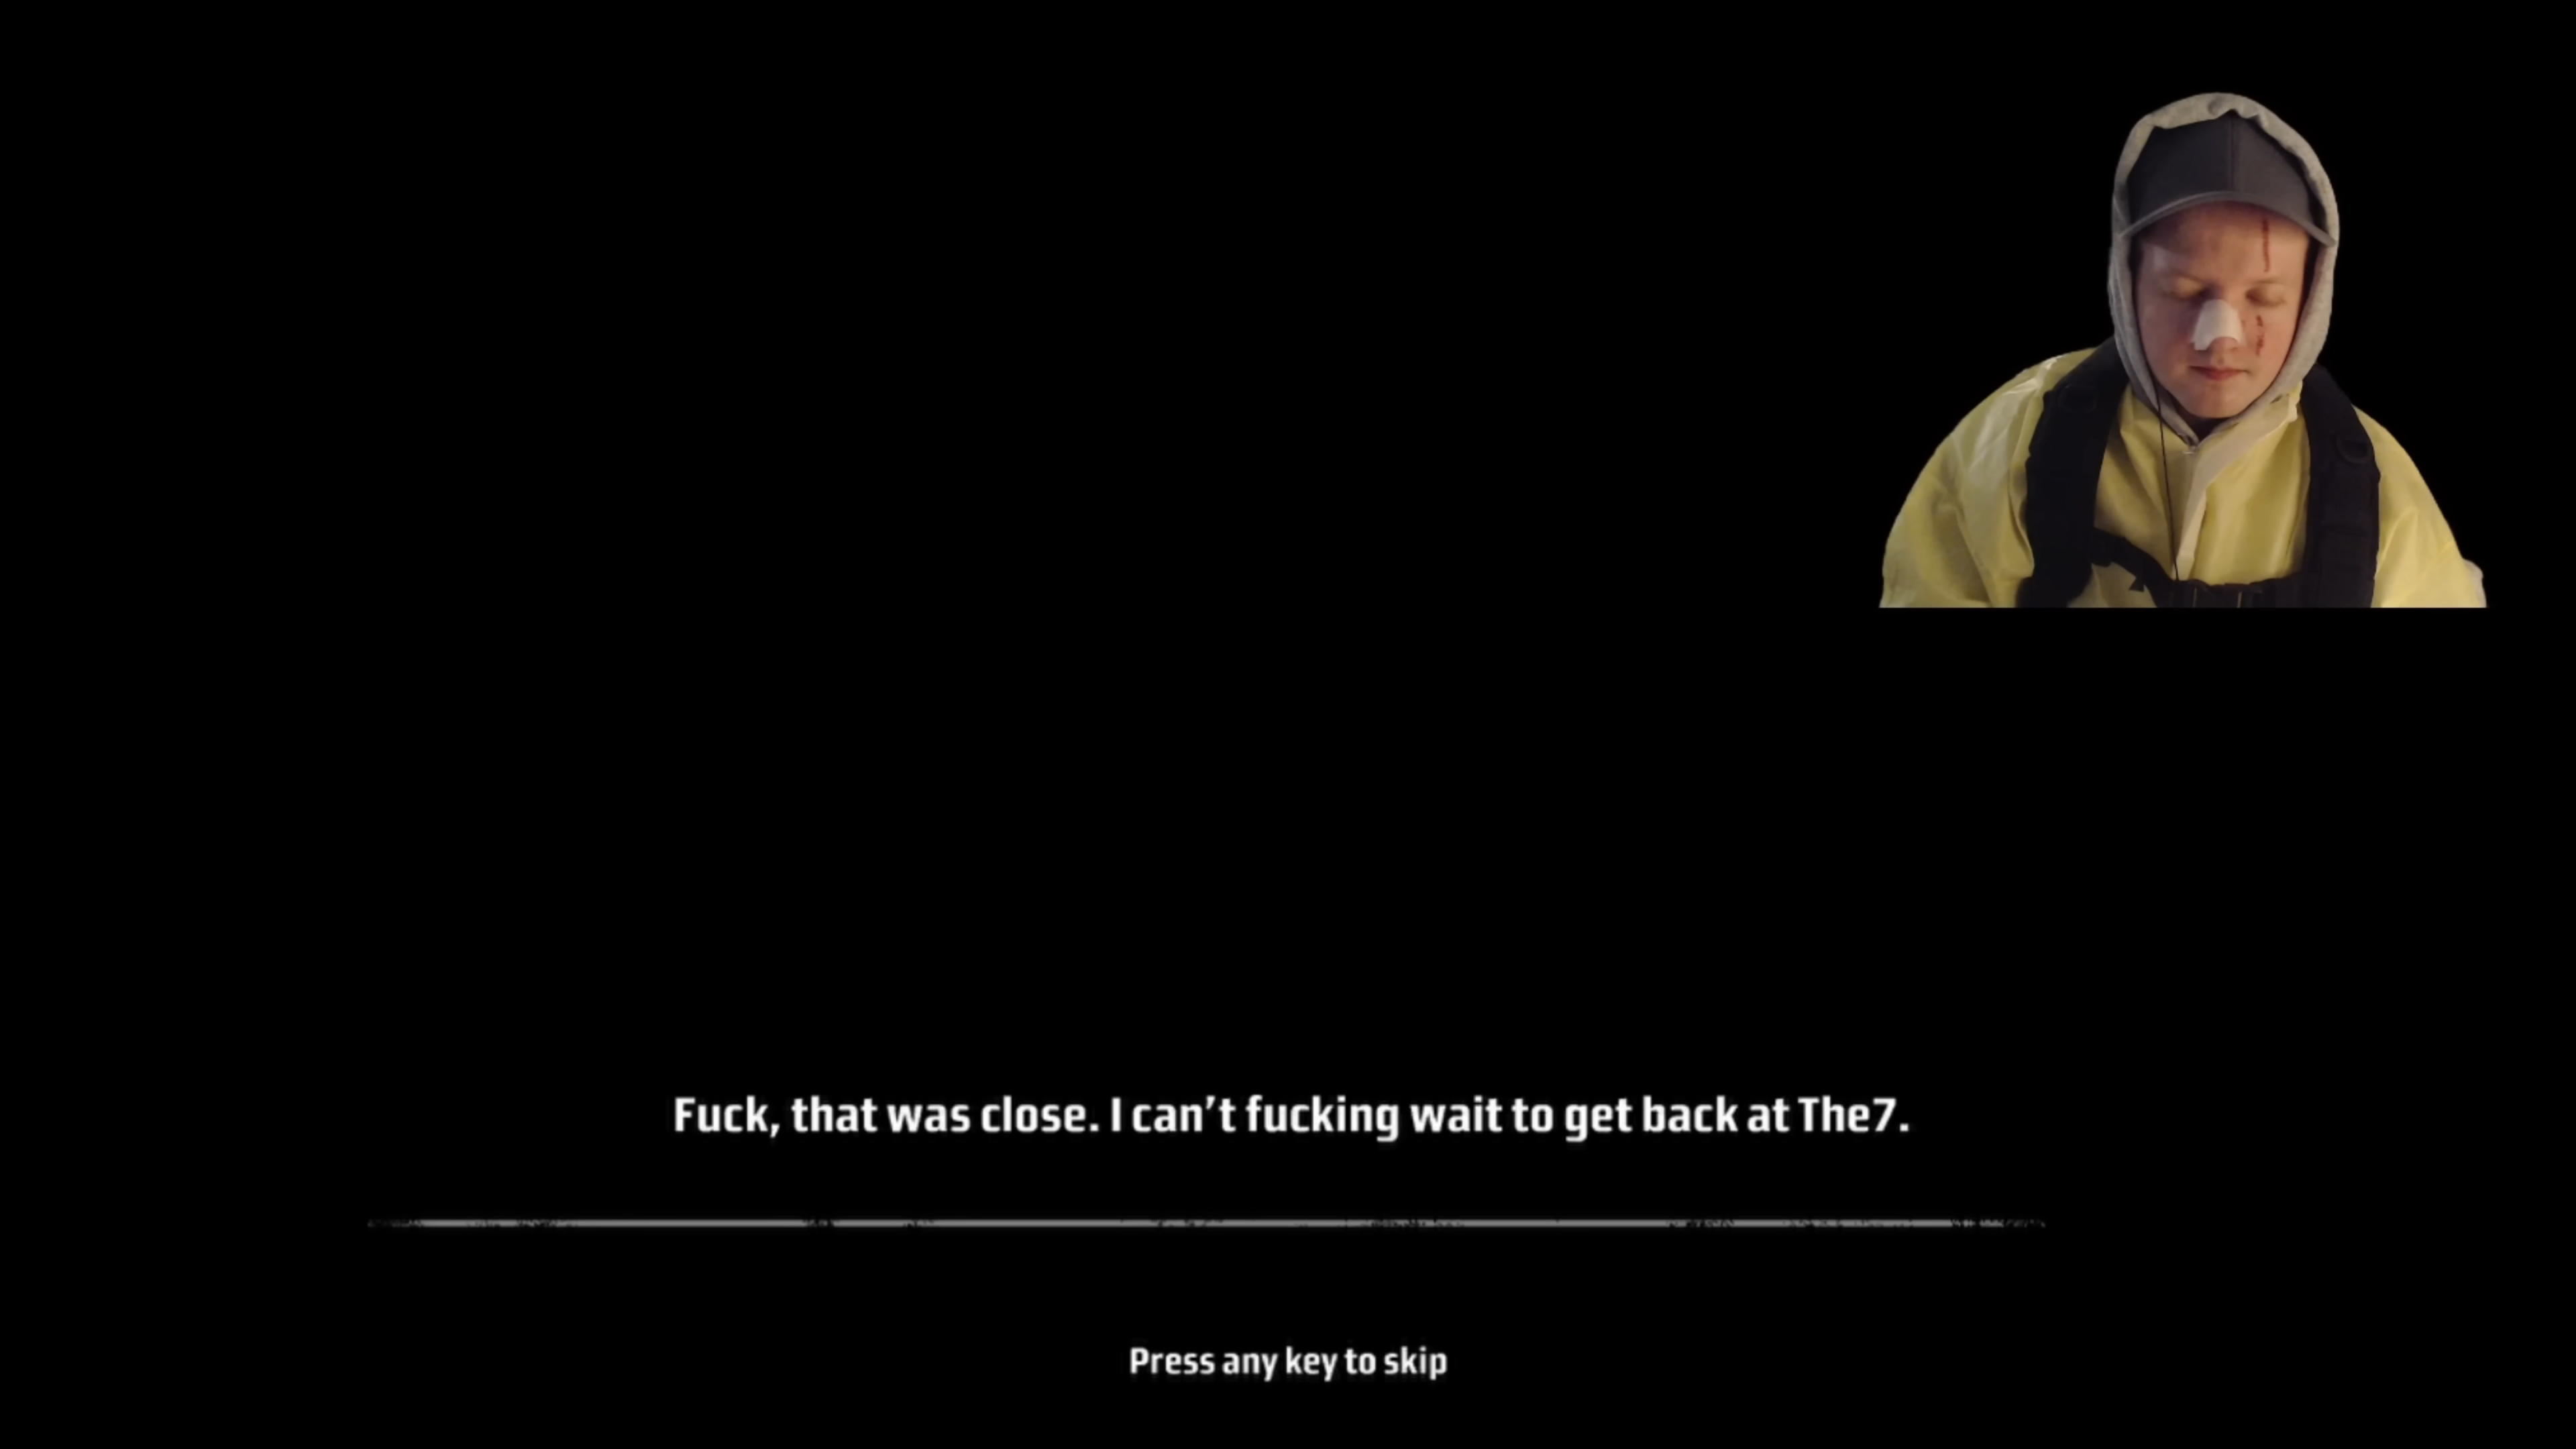 Fuck, that was close. I can’t fucking wait to get back at The7.
Press any key to skip